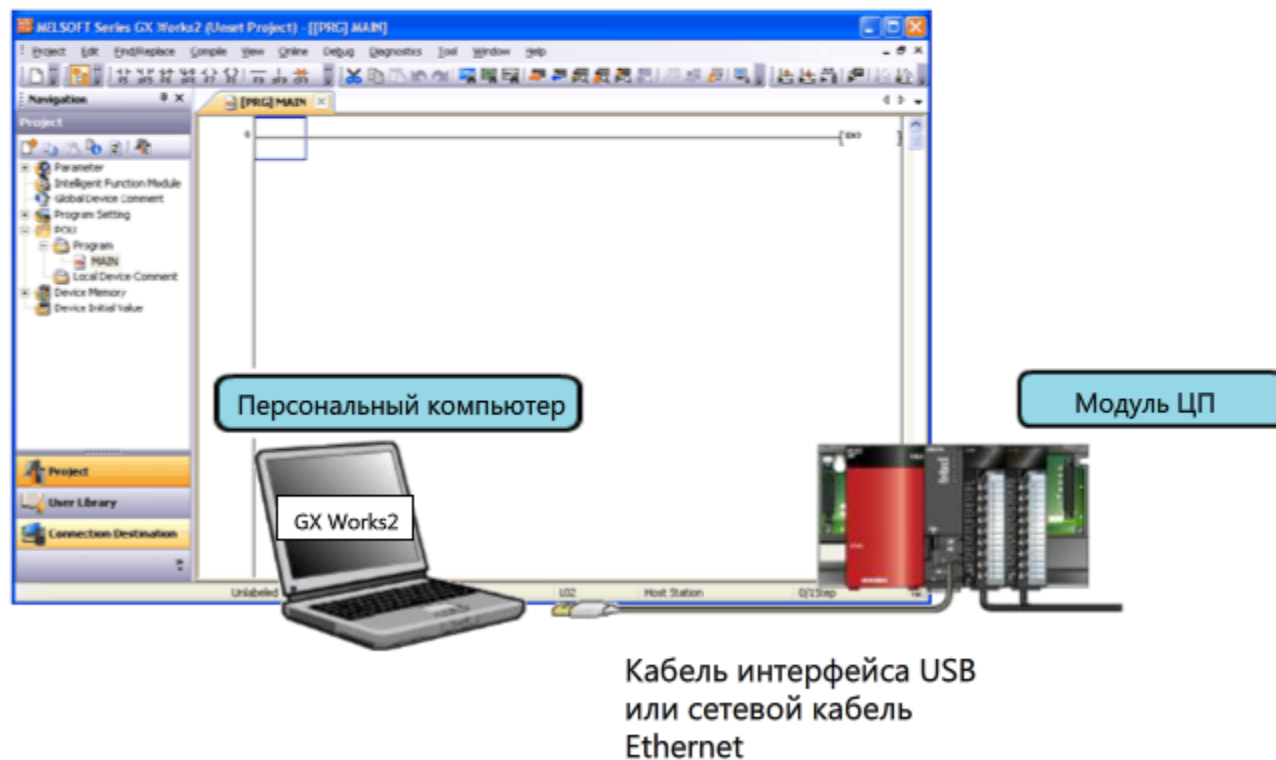 MELSOFT Series GX Works2 (Unset Project) - [[PRG] MAIN]
Project Edit Find/Replace Compile View Online Debug Diagnostics Tool Window Help
Navigation
[PRG] MAIN
Project
0
END
Parameter
Intelligent Function Module
Global Device Comment
Program Setting
POU
Program
MAIN
Local Device Comment
Device Memory
Device Initial Value
Персональный компьютер
Модуль ЦП
Project
User Library
GX Works2
Connection Destination
Unlabeled
Host Station
0/1Step
Кабель интерфейса USB
или сетевой кабель
Ethernet